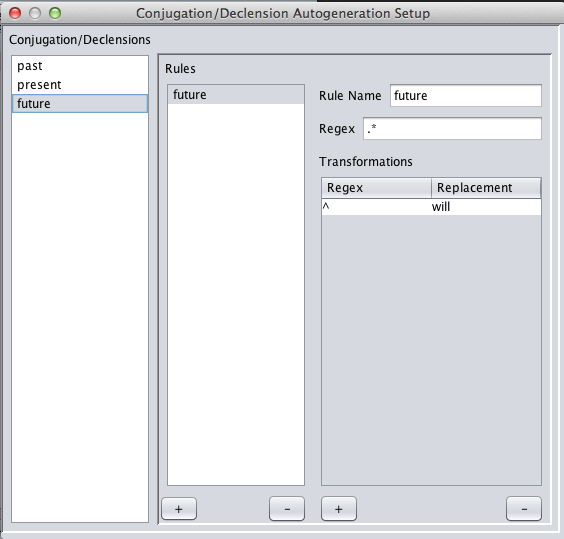 Conjugation/Declension Autogeneration Setup
Conjugation/Declensions
past
present
future
Rules
future
+
-
Rule Name future
Regex .*
Transformations
Regex Replacement
^ will
+
-